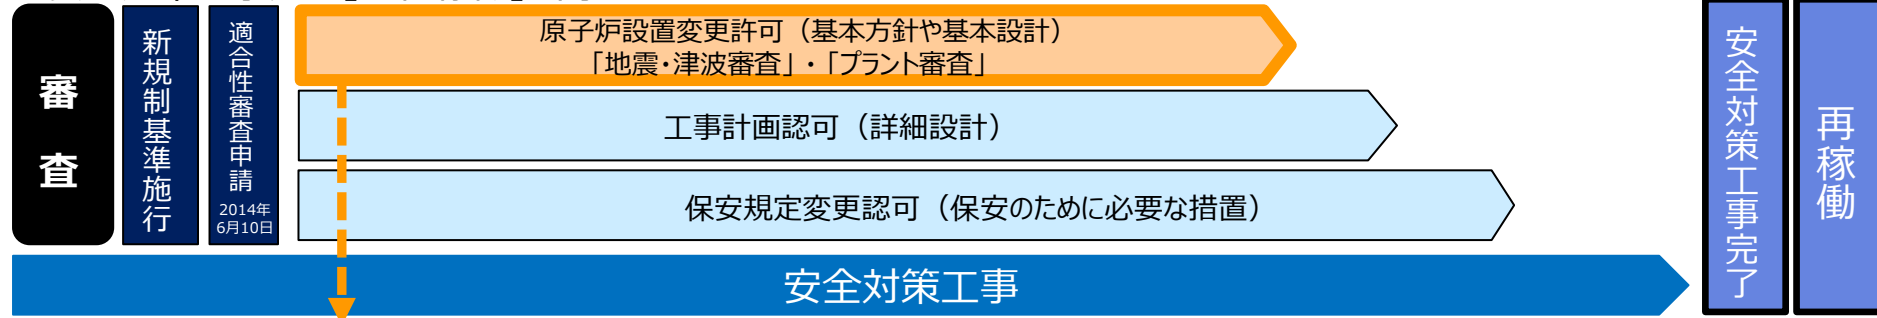 審査
新規制基準施行
適合性審査申請
2014年
6月10日
原子炉設置変更許可（基本方針や基本設計）
「地震・津波審査」・「プラント審査」
工事計画認可（詳細設計）
保安規定変更認可（保安のために必要な措置）
安全対策工事
安全対策工事完了
再稼働